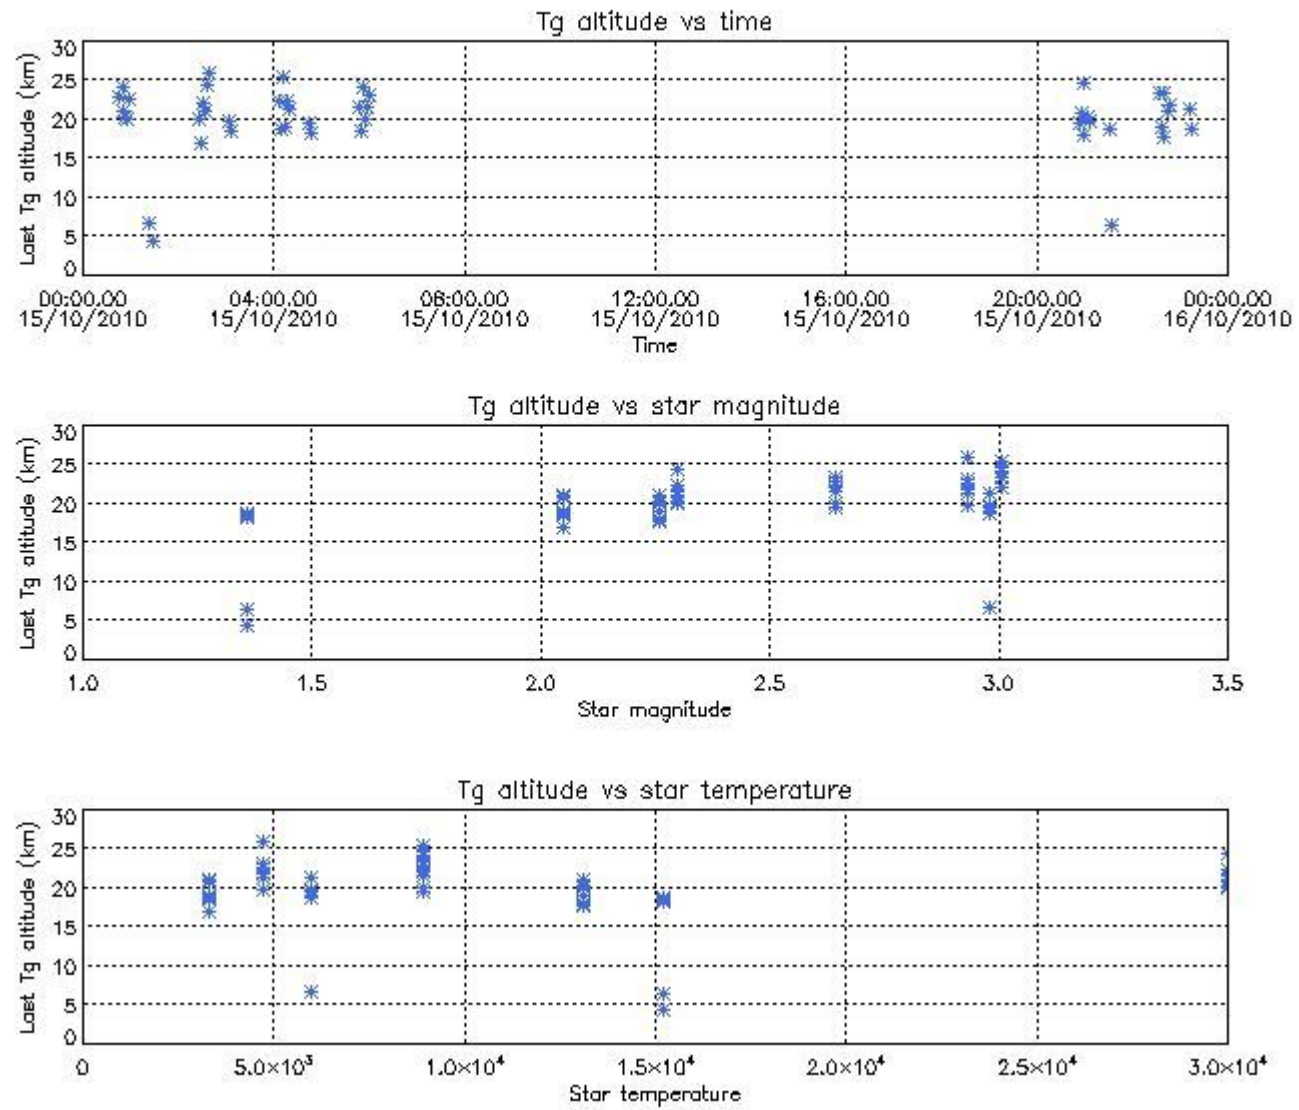 Tg altitude vs time
Last Tg altitude (km)
30
25
20
15
10
5
0
00:00.00 04:00.00 08:00.00 12:00.00 16:00.00 20:00.00 00:00.00
15/10/2010 15/10/2010 15/10/2010 15/10/2010 15/10/2010 15/10/2010 16/10/2010
Time
Tg altitude vs star magnitude
Last Tg altitude (km)
30
25
20
15
10
5
0
1.0 1.5 2.0 2.5 3.0 3.5
Star magnitude
Tg altitude vs star temperature
Last Tg altitude (km)
30
25
20
15
10
5
0
0 5.0×10³ 1.0×10⁴ 1.5×10⁴ 2.0×10⁴ 2.5×10⁴ 3.0×10⁴
Star temperature